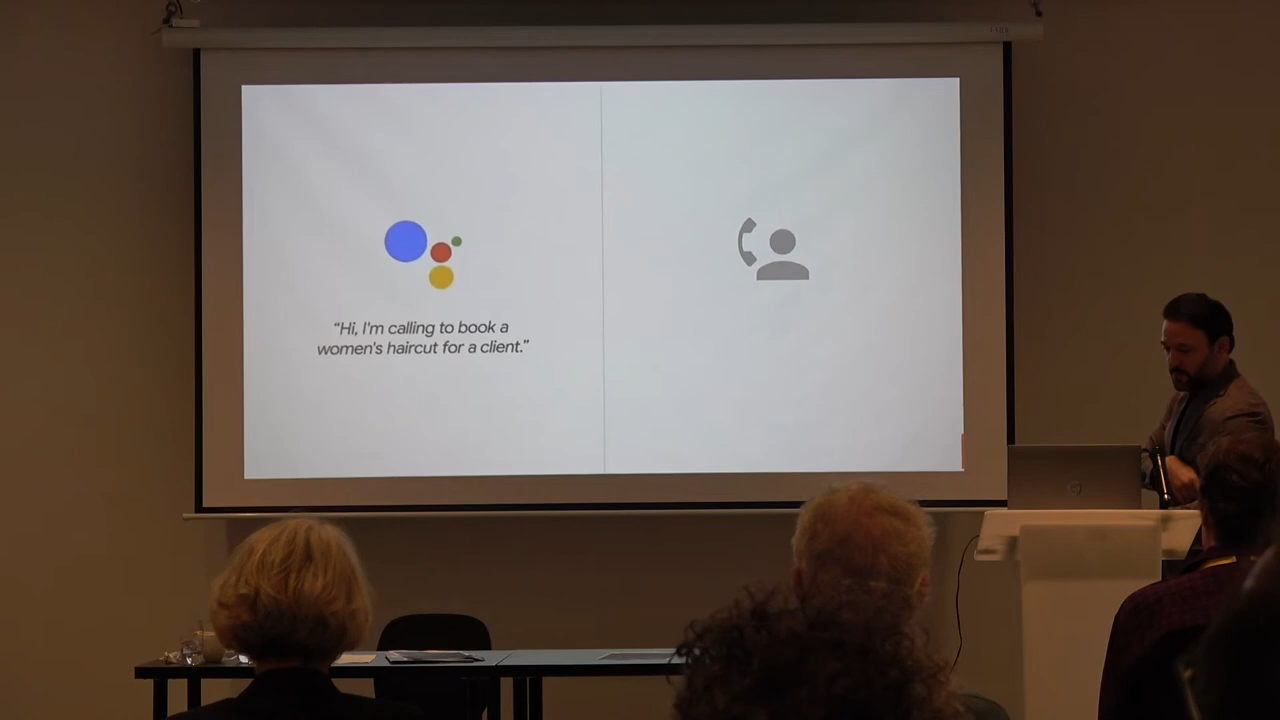 “Hi, I'm calling to book a
women's haircut for a client.”